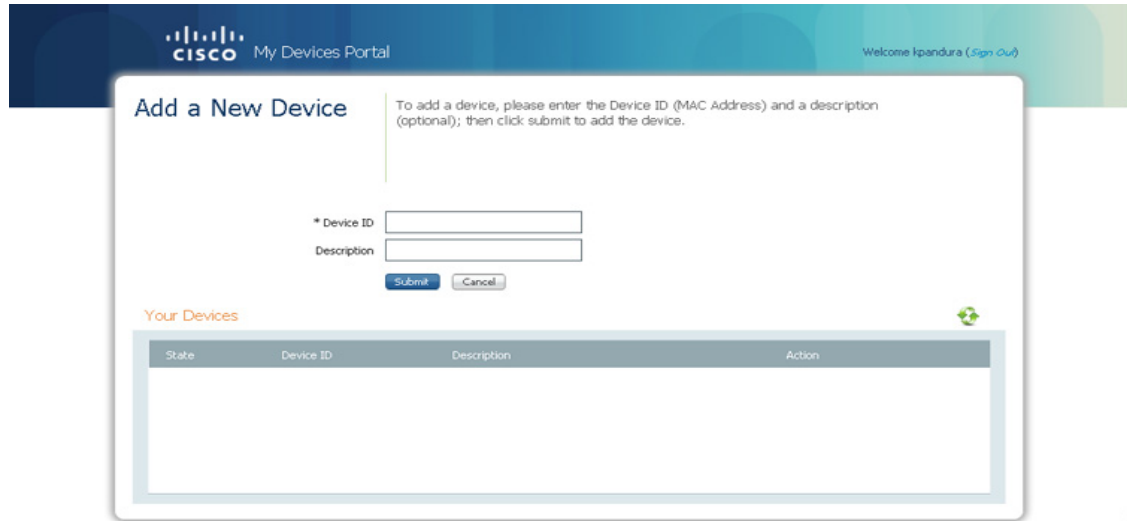 CISCO My Devices Portal
Welcome kpandura (Sign Out)
Add a New Device
To add a device, please enter the Device ID (MAC Address) and a description
(optional); then click submit to add the device.
* Device ID
Description
Submit Cancel
Your Devices
State Device ID Description Action